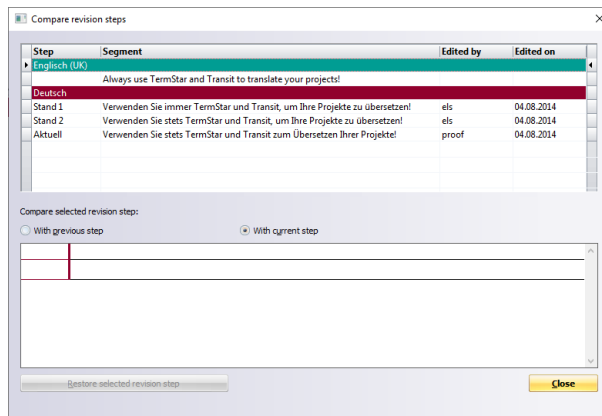 Compare revision steps
Step Segment Edited by Edited on
Englisch (UK)
Always use TermStar and Transit to translate your projects!
Deutsch
Stand 1 Verwenden Sie immer TermStar und Transit, um Ihre Projekte zu übersetzen! els 04.08.2014
Stand 2 Verwenden Sie stets TermStar und Transit, um Ihre Projekte zu übersetzen! els 04.08.2014
Aktuell Verwenden Sie stets TermStar und Transit zum Übersetzen Ihrer Projekte! proof 04.08.2014
Compare selected revision step:
With previous step With current step
Restore selected revision step Close